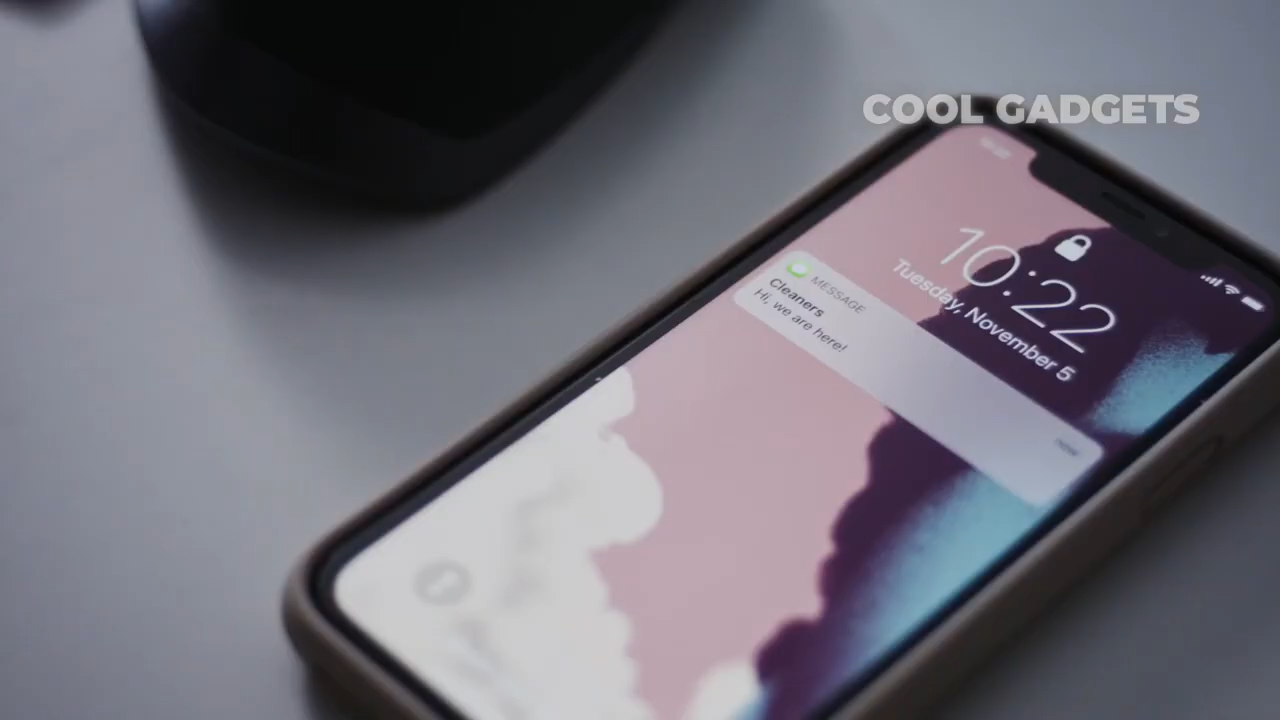 COOL GADGETS
10:22
Tuesday, November 5
MESSAGE
now
Cleaners
Hi, we are here!